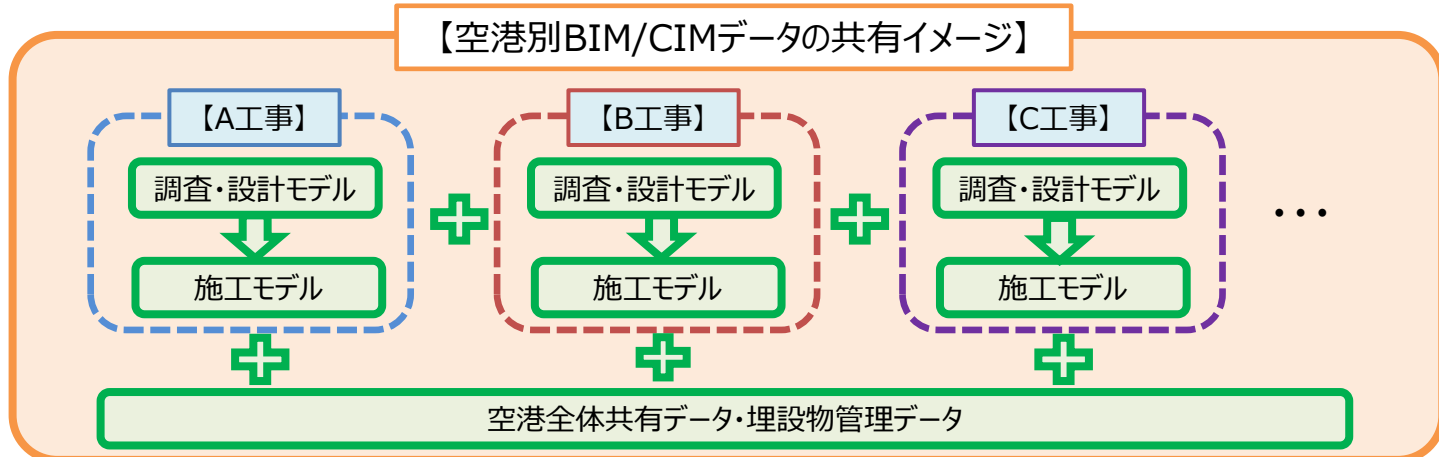 【空港別BIM/CIMデータの共有イメージ】
【A工事】
調査・設計モデル
施工モデル
【B工事】
調査・設計モデル
施工モデル
【C工事】
調査・設計モデル
施工モデル
・・・
空港全体共有データ・埋設物管理データ